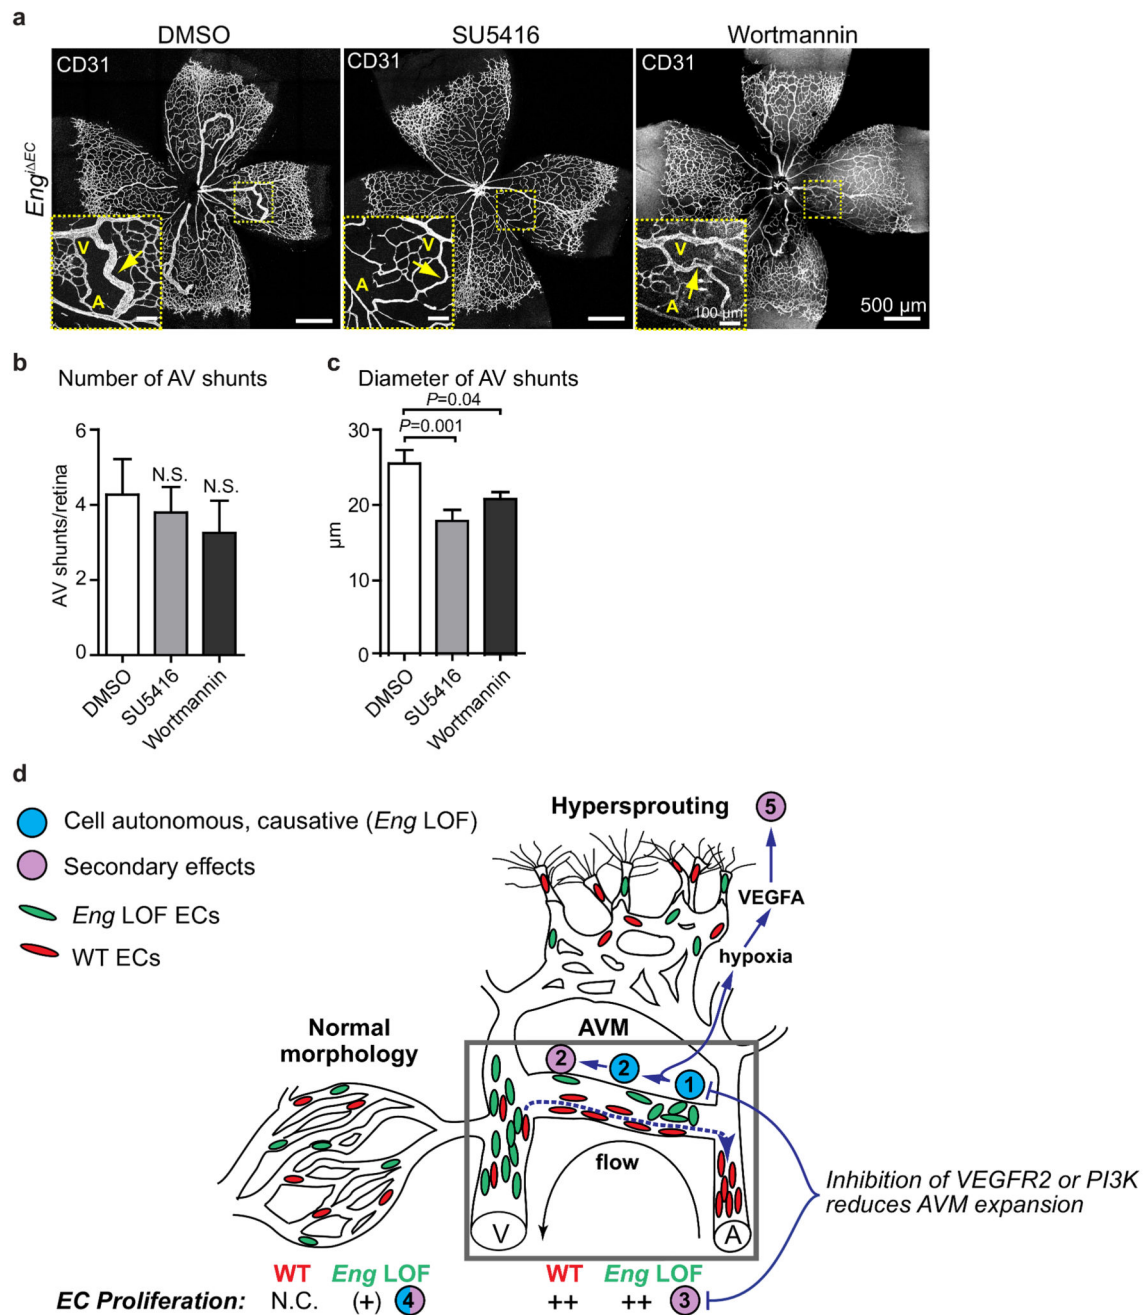 a
DMSO
SU5416
Wortmannin
EngiΔEC
CD31
CD31
CD31
V
A
V
A
V
A
100 µm
500 µm
b
Number of AV shunts
AV shunts/retina
6
4
2
0
N.S.
N.S.
DMSO
SU5416
Wortmannin
c
Diameter of AV shunts
P=0.04
P=0.001
µm
30
20
10
0
DMSO
SU5416
Wortmannin
d
Cell autonomous, causative (Eng LOF)
Secondary effects
Eng LOF ECs
WT ECs
Hypersprouting
5
VEGFA
hypoxia
Normal
morphology
AVM
2
2
1
flow
V
A
Inhibition of VEGFR2 or PI3K
reduces AVM expansion
WT Eng LOF WT Eng LOF
EC Proliferation: N.C. (+) 4 ++ ++ 3